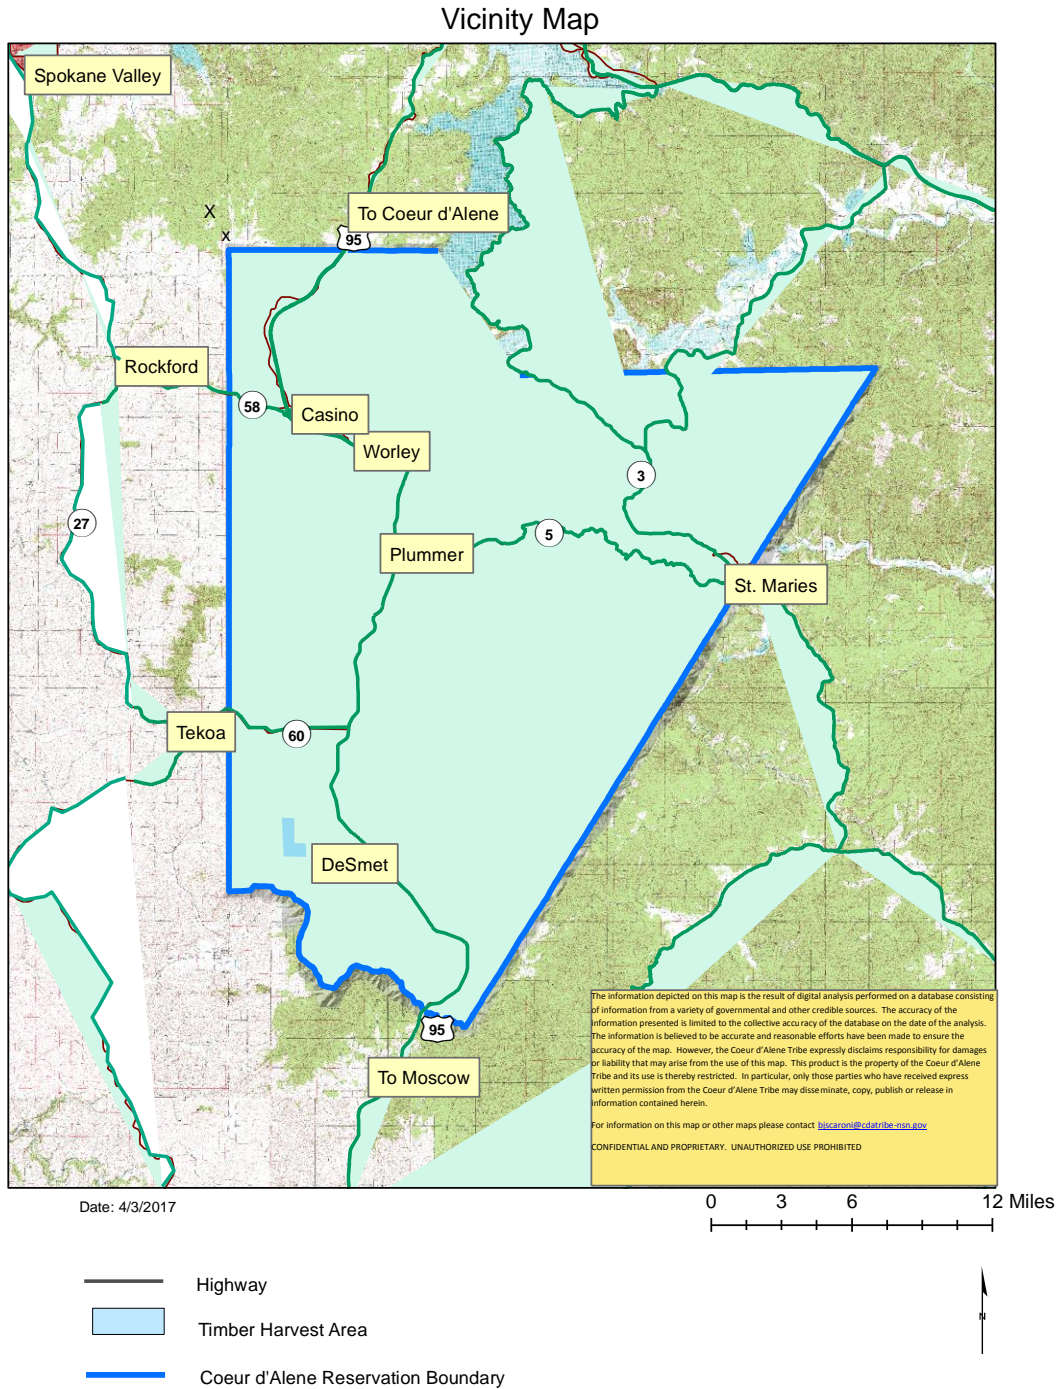 Vicinity Map
Spokane Valley
X
To Coeur d'Alene
x
95
Rockford
58
Casino
Worley
3
27
5
Plummer
St. Maries
Tekoa
60
DeSmet
The information depicted on this map is the result of digital analysis performed on a database consisting
of information from a variety of governmental and other credible sources. The accuracy of the
information presented is limited to the collective accuracy of the database on the date of the analysis.
The information is believed to be accurate and reasonable efforts have been made to ensure the
accuracy of the map. However, the Coeur d'Alene Tribe expressly disclaims responsibility for damages
or liability that may arise from the use of this map. This product is the property of the Coeur d'Alene
Tribe and its use is thereby restricted. In particular, only those parties who have received express
written permission from the Coeur d'Alene Tribe may disseminate, copy, publish or release in
information contained herein.
For information on this map or other maps please contact bjscaroni@cdatribe-nsn.gov
CONFIDENTIAL AND PROPRIETARY. UNAUTHORIZED USE PROHIBITED
95
To Moscow
Date: 4/3/2017
0 3 6 12 Miles
Highway
N
Timber Harvest Area
Coeur d'Alene Reservation Boundary